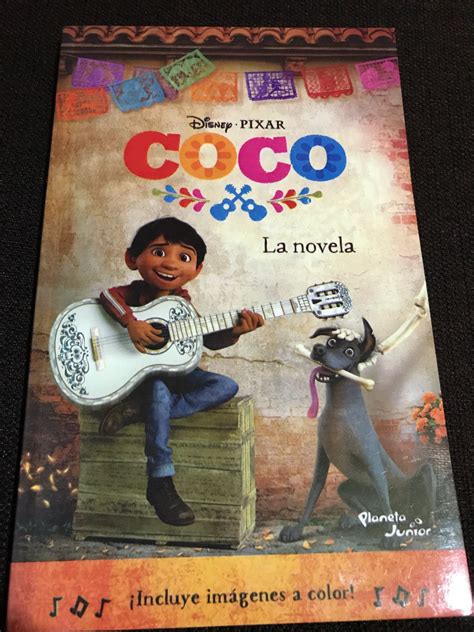 Disney · PIXAR
COCO
La novela
Planeta
Junior
¡Incluye imágenes a color!